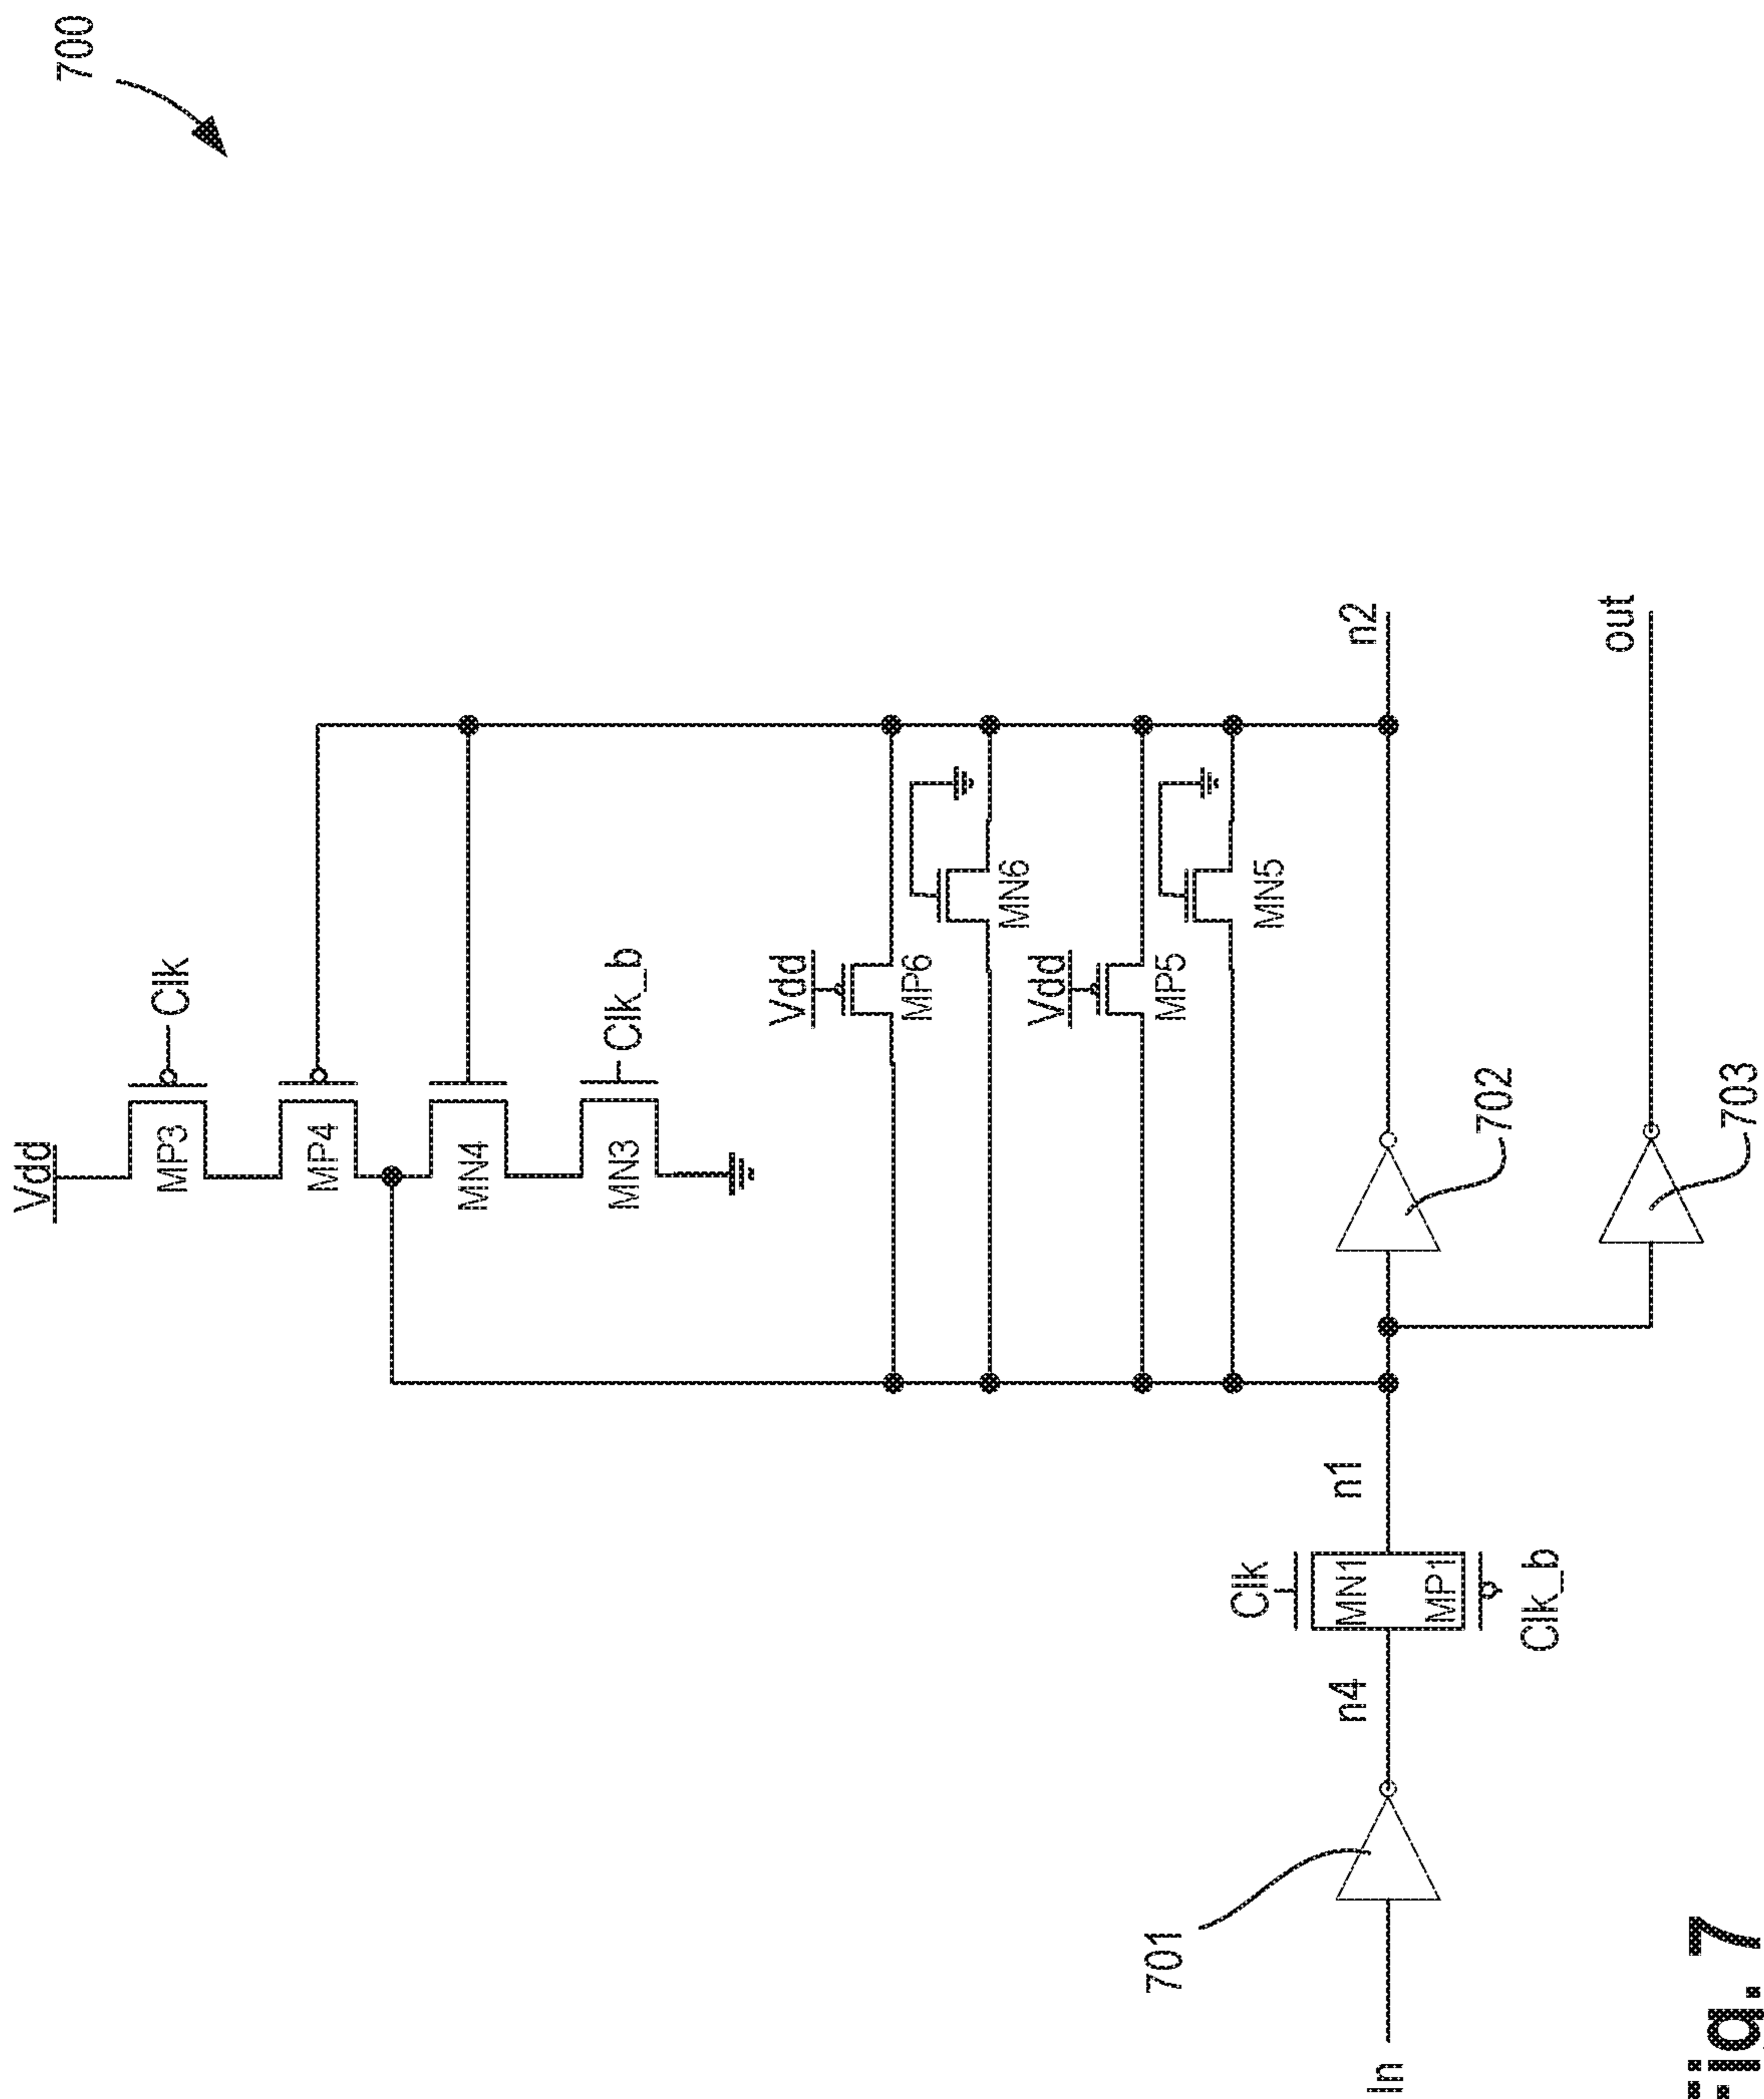 700
Vdd
MP3
Clk
MP4
MN4
MN3
Clk_b
Vdd
MP6
MN6
Vdd
MP5
MN5
n2
out
702
703
n1
Clk
MN1
MP1
Clk_b
n4
701
In
Fig. 7